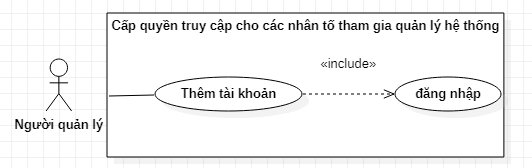 Cấp quyền truy cập cho các nhân tố tham gia quản lý hệ thống
«include»
Thêm tài khoản
đăng nhập
Người quản lý